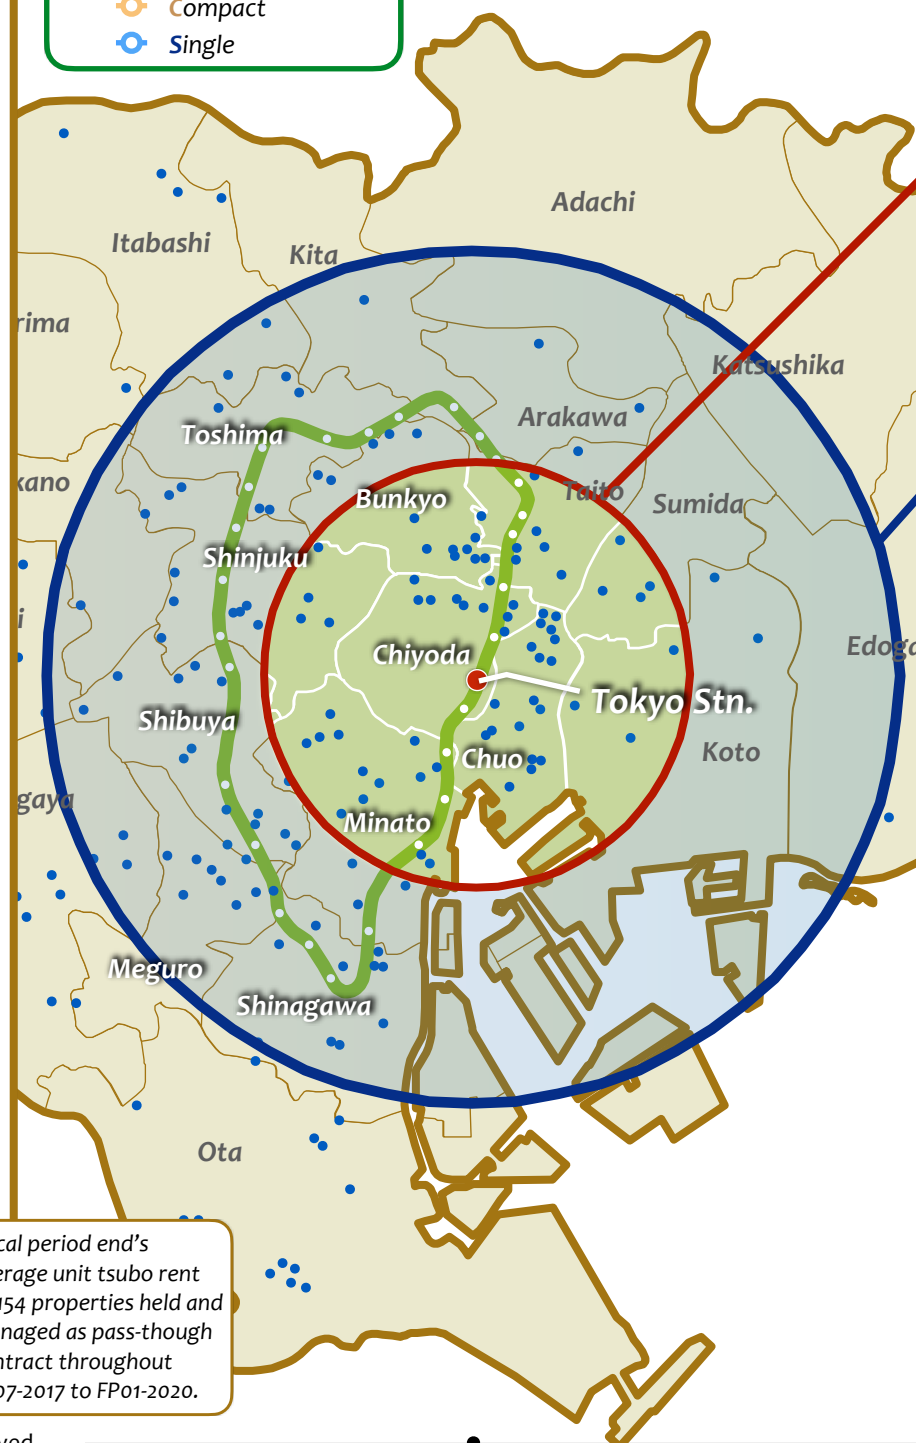 Compact
Single
Adachi
Itabashi
Kita
rima
Katsushika
Arakawa
Toshima
kano
Bunkyo
Taito
Sumida
Shinjuku
i
Edoga
Chiyoda
Tokyo Stn.
Shibuya
Koto
Chuo
gaya
Minato
Meguro
Shinagawa
Ota
cal period end's
erage unit tsubo rent
154 properties held and
naged as pass-though
ntract throughout
07-2017 to FP01-2020.